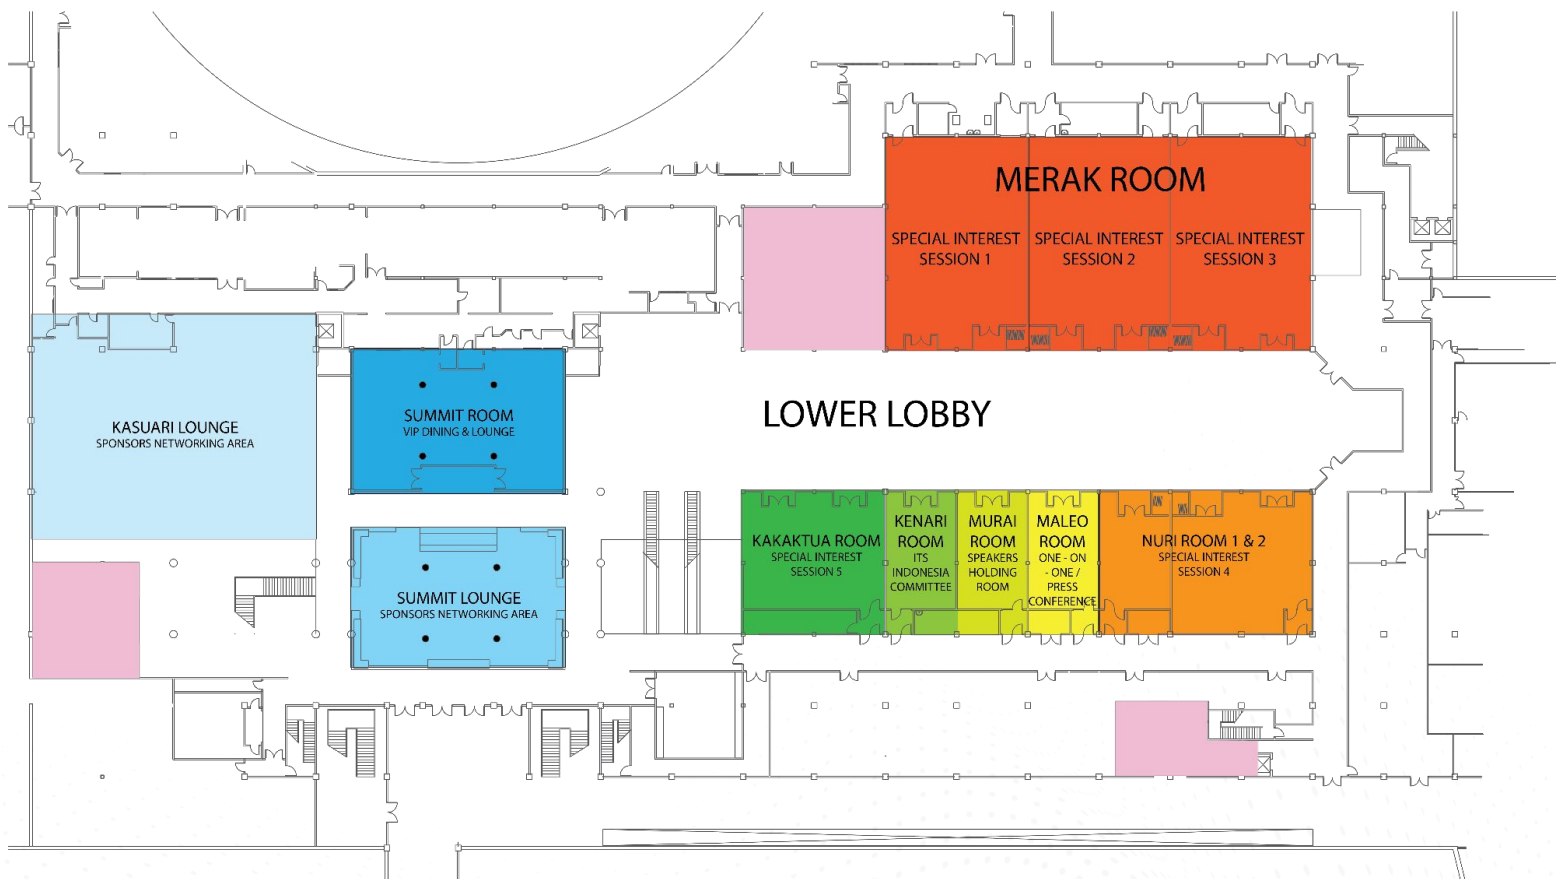 MERAK ROOM
SPECIAL INTEREST
SESSION 1
SPECIAL INTEREST
SESSION 2
SPECIAL INTEREST
SESSION 3
LOWER LOBBY
KASUARI LOUNGE
SPONSORS NETWORKING AREA
SUMMIT ROOM
VIP DINING & LOUNGE
SUMMIT LOUNGE
SPONSORS NETWORKING AREA
KAKAKTUA ROOM
SPECIAL INTEREST
SESSION 5
KENARI
ROOM
ITS
INDONESIA
COMMITTEE
MURAI
ROOM
SPEAKERS
HOLDING
ROOM
MALEO
ROOM
ONE - ON
- ONE /
PRESS
CONFERENCE
NURI ROOM 1 & 2
SPECIAL INTEREST
SESSION 4